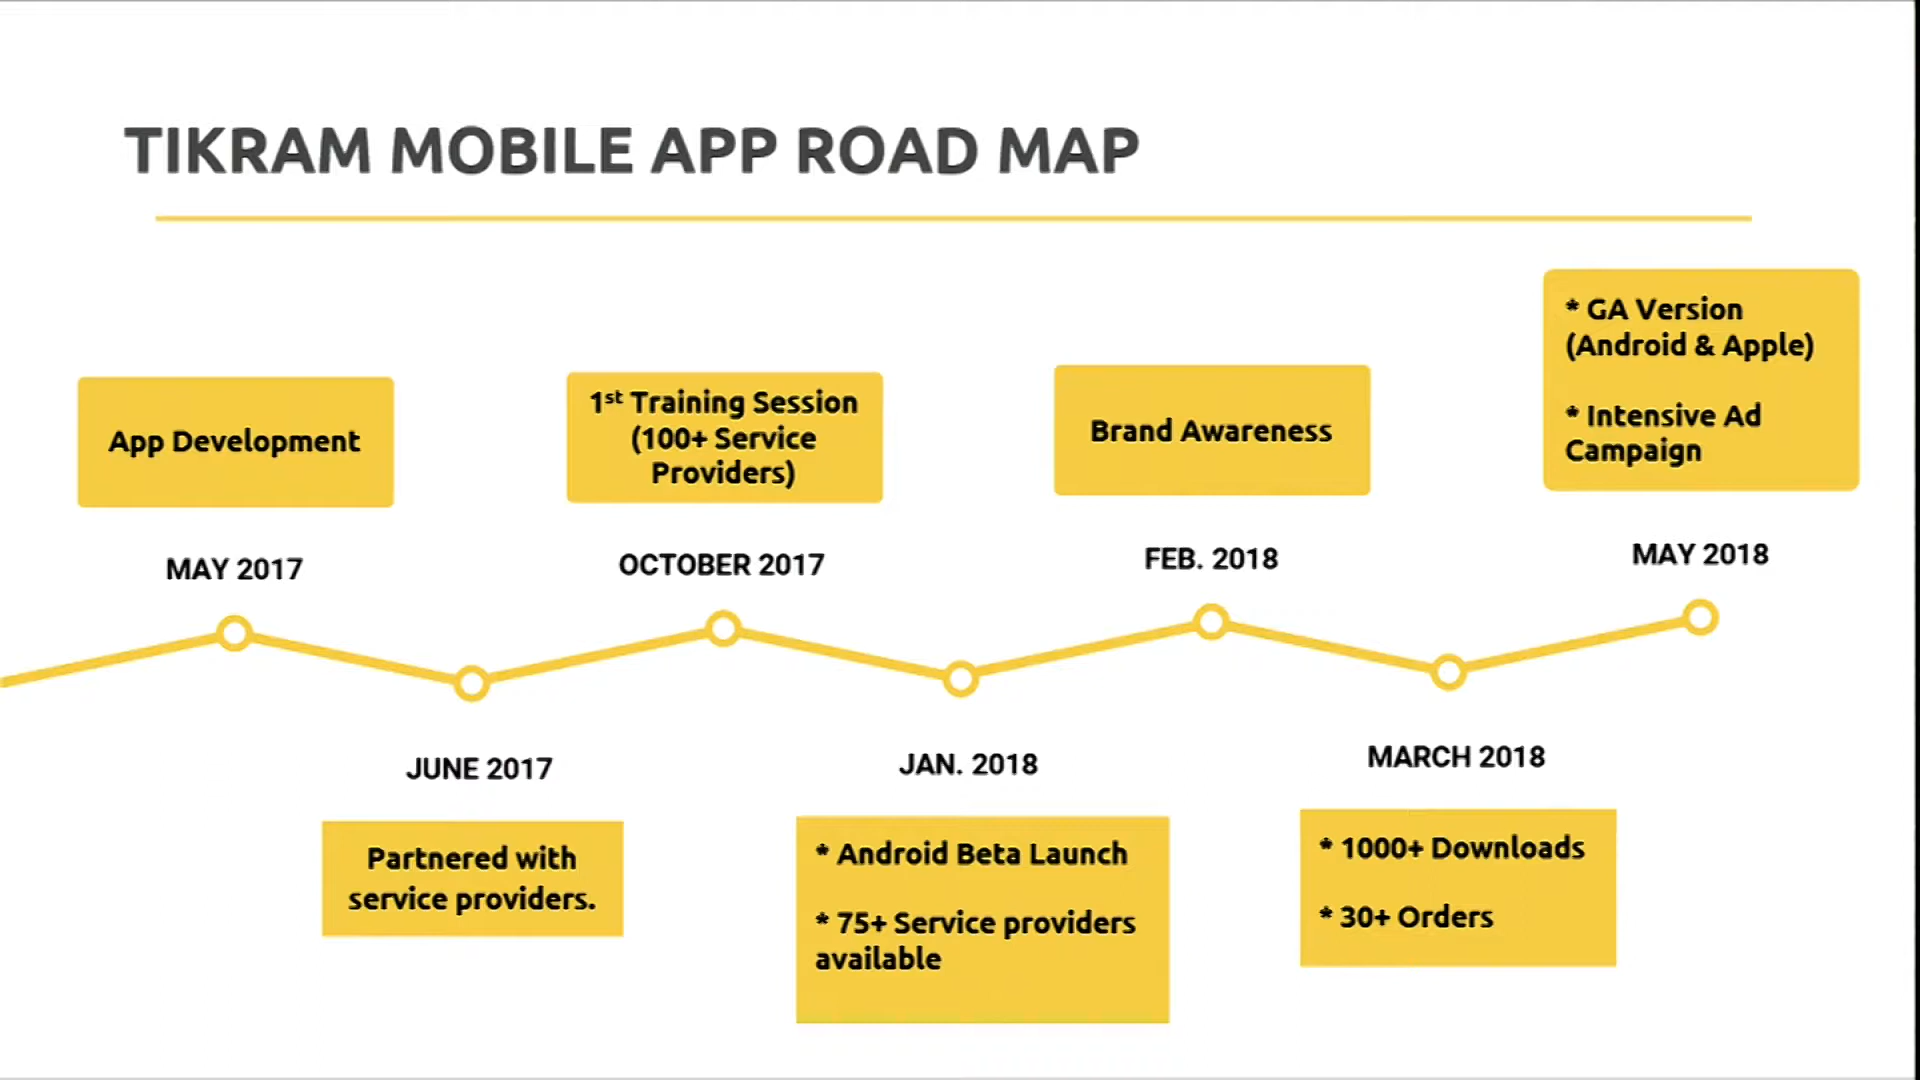 TIKRAM MOBILE APP ROAD MAP
App Development
MAY 2017
JUNE 2017
Partnered with
service providers.
1st Training Session
(100+ Service
Providers)
OCTOBER 2017
JAN. 2018
* Android Beta Launch
* 75+ Service providers
available
Brand Awareness
FEB. 2018
MARCH 2018
* 1000+ Downloads
* 30+ Orders
* GA Version
(Android & Apple)
* Intensive Ad
Campaign
MAY 2018